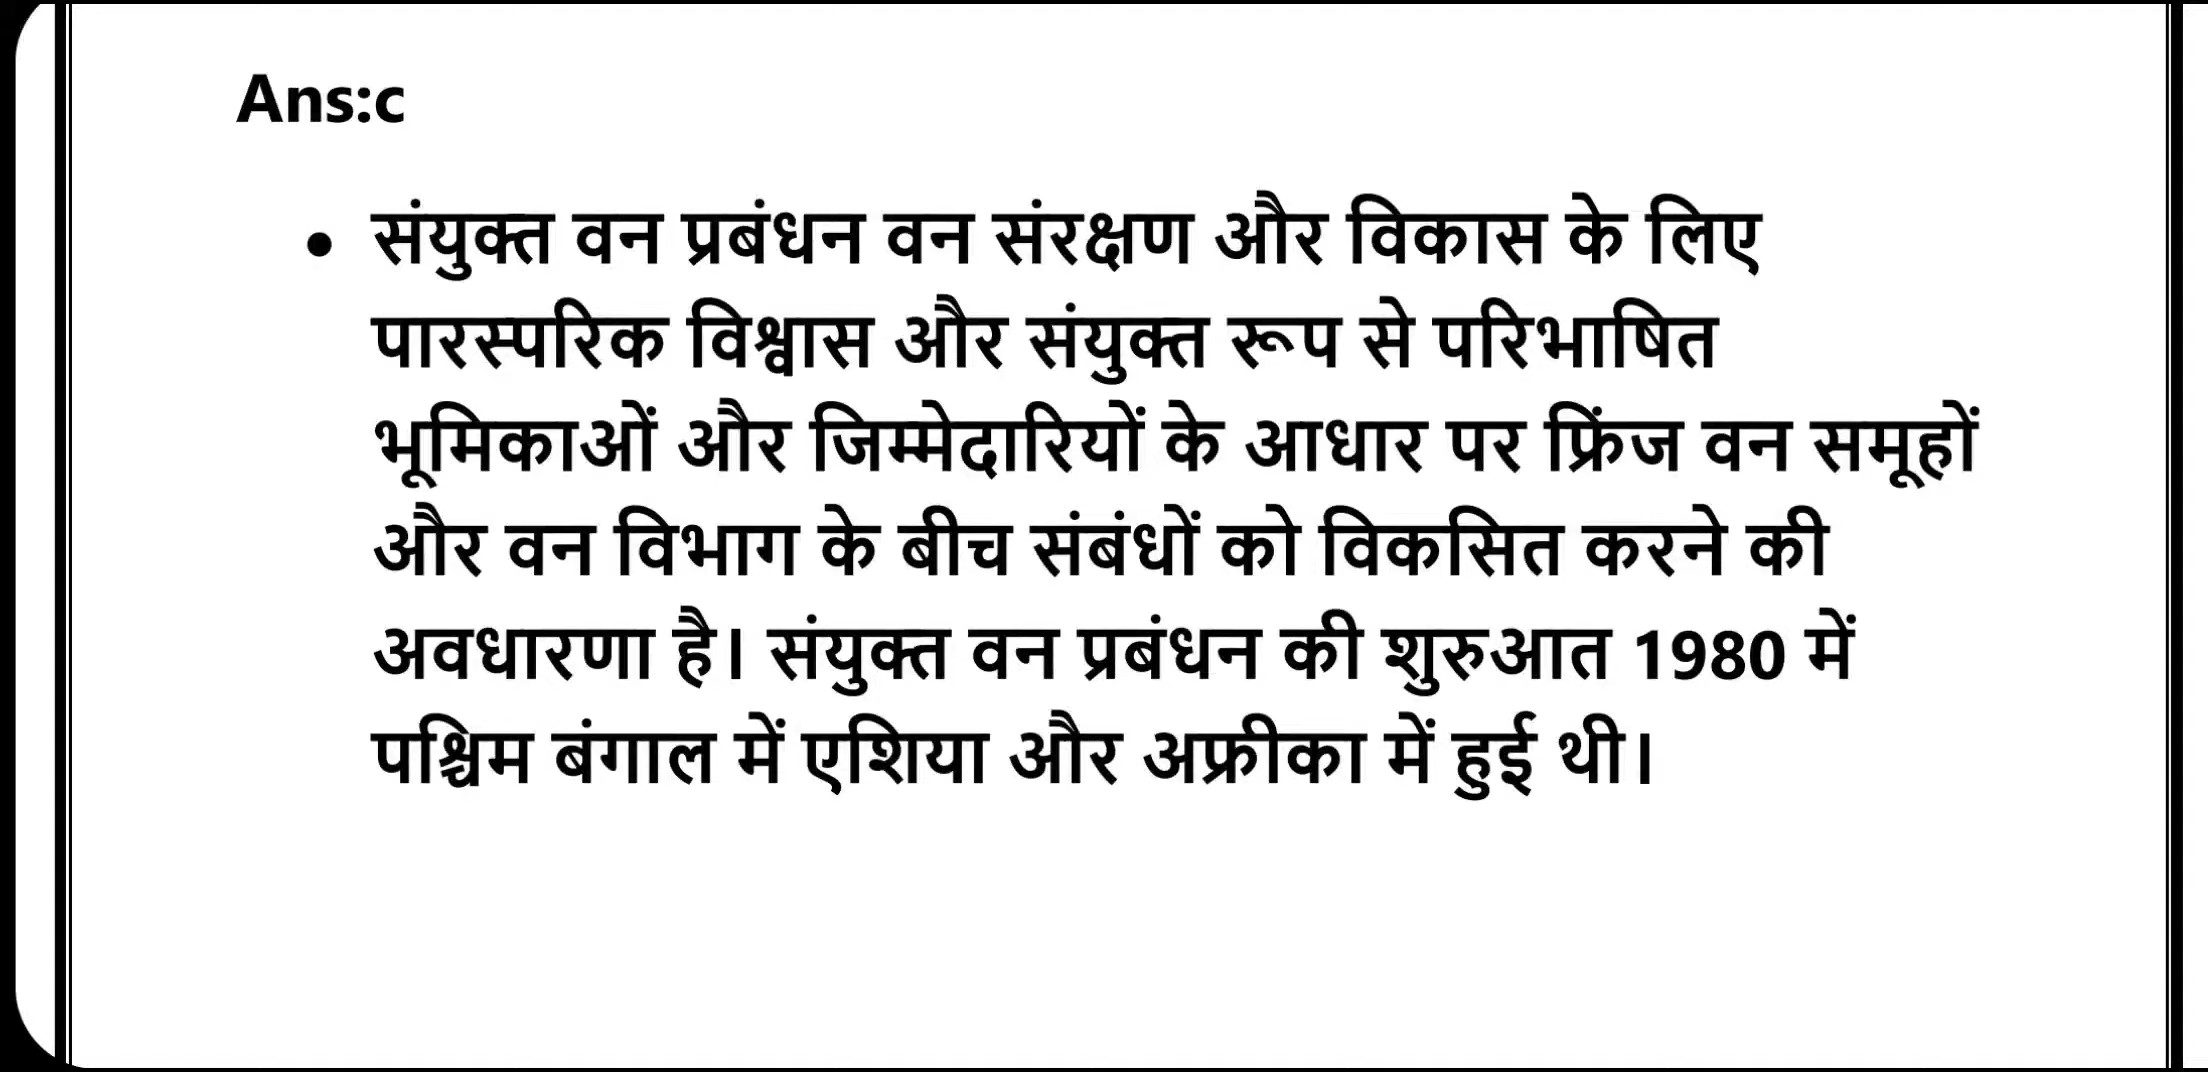 Ans:c
• संयुक्त वन प्रबंधन वन संरक्षण और विकास के लिए
पारस्परिक विश्वास और संयुक्त रूप से परिभाषित
भूमिकाओं और जिम्मेदारियों के आधार पर फ्रिंज वन समूहों
और वन विभाग के बीच संबंधों को विकसित करने की
अवधारणा है। संयुक्त वन प्रबंधन की शुरुआत 1980 में
पश्चिम बंगाल में एशिया और अफ्रीका में हुई थी।